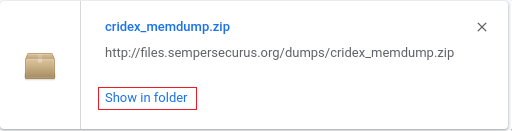 cridex_memdump.zip
http://files.sempersecurus.org/dumps/cridex_memdump.zip
Show in folder